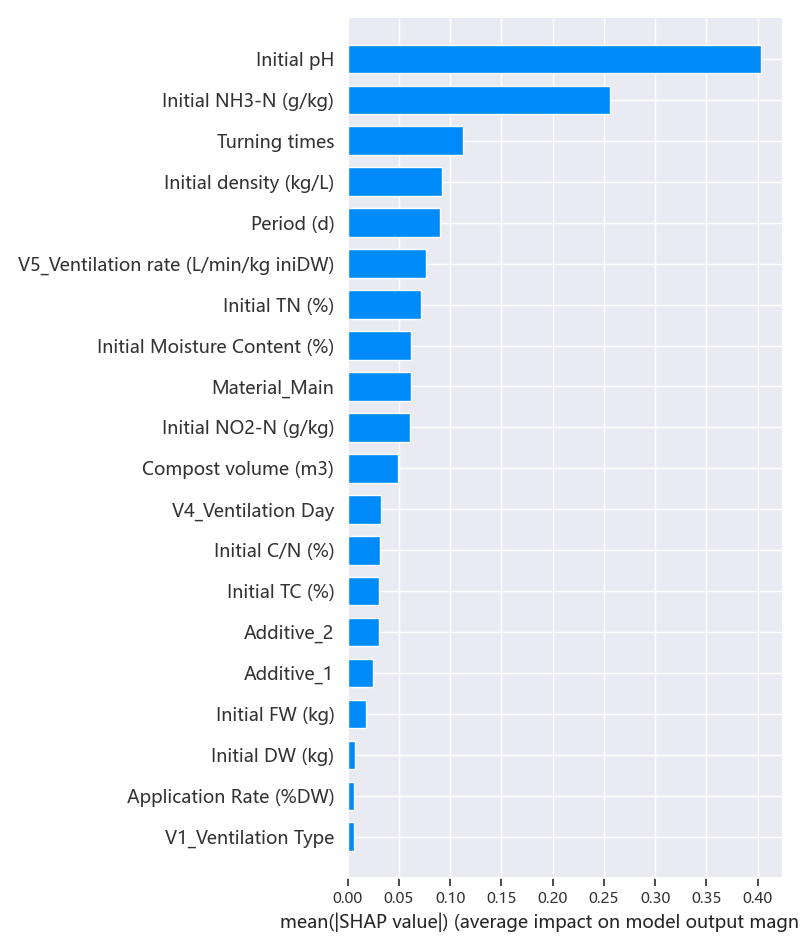 Initial pH
Initial NH3-N (g/kg)
Turning times
Initial density (kg/L)
Period (d)
V5_Ventilation rate (L/min/kg iniDW)
Initial TN (%)
Initial Moisture Content (%)
Material_Main
Initial NO2-N (g/kg)
Compost volume (m3)
V4_Ventilation Day
Initial C/N (%)
Initial TC (%)
Additive_2
Additive_1
Initial FW (kg)
Initial DW (kg)
Application Rate (%DW)
V1_Ventilation Type
0.00 0.05 0.10 0.15 0.20 0.25 0.30 0.35 0.40
mean(|SHAP value|) (average impact on model output magn